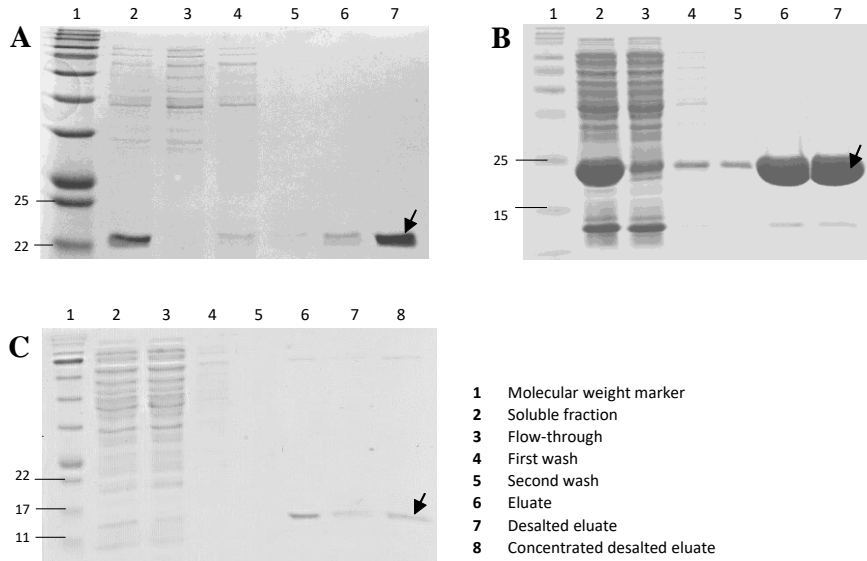 1 2 3 4 5 6 7
A
25
22
1 2 3 4 5 6 7
B
25
15
1 2 3 4 5 6 7 8
C
22
17
11
1 Molecular weight marker
2 Soluble fraction
3 Flow-through
4 First wash
5 Second wash
6 Eluate
7 Desalted eluate
8 Concentrated desalted eluate